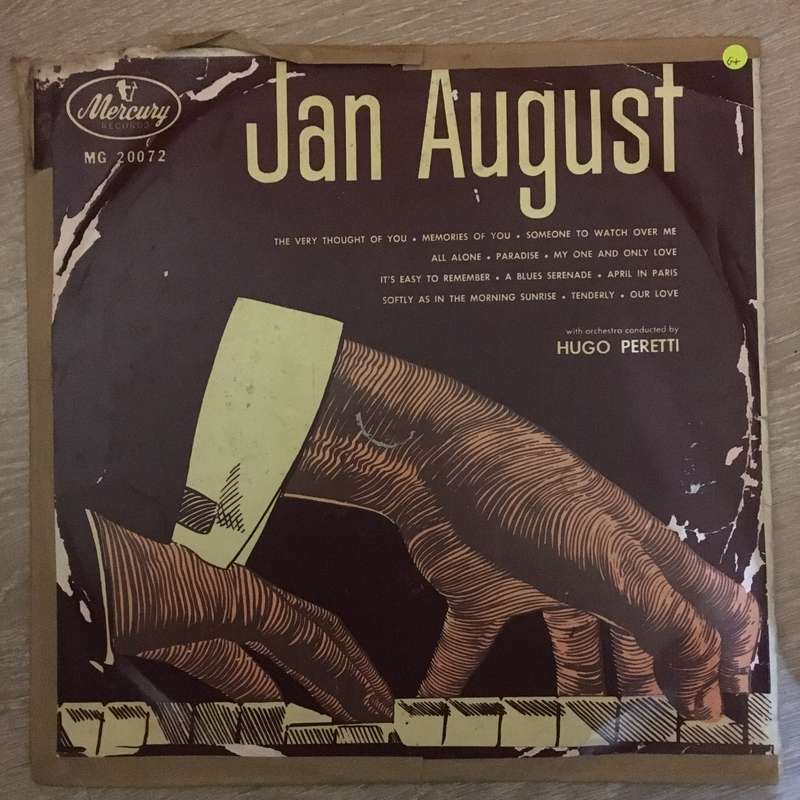 Mercury
RECORDS
MG 20072
Jan August
G+
THE VERY THOUGHT OF YOU • MEMORIES OF YOU • SOMEONE TO WATCH OVER ME
ALL ALONE • PARADISE • MY ONE AND ONLY LOVE
IT'S EASY TO REMEMBER • A BLUES SERENADE • APRIL IN PARIS
SOFTLY AS IN THE MORNING SUNRISE • TENDERLY • OUR LOVE
with orchestra conducted by
HUGO PERETTI